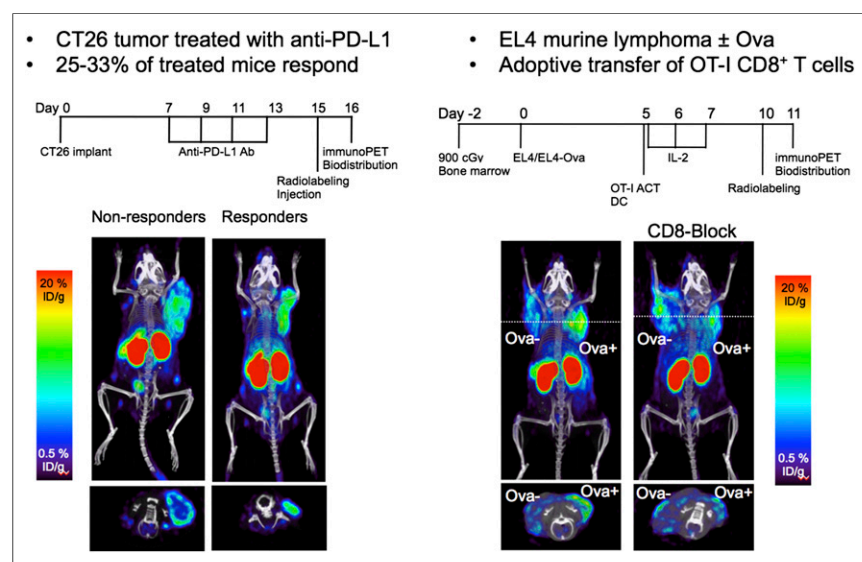 • CT26 tumor treated with anti-PD-L1
• 25-33% of treated mice respond
Day 0 7 9 11 13 15 16
CT26 implant
Anti-PD-L1 Ab
immunoPET
Biodistribution
Radiolabeling
Injection
Non-responders Responders
20 %
ID/g
0.5 %
ID/g
• EL4 murine lymphoma ± Ova
• Adoptive transfer of OT-I CD8⁺ T cells
Day -2 0 5 6 7 10 11
900 cGy
Bone marrow
EL4/EL4-Ova
IL-2
immunoPET
Biodistribution
OT-I ACT
DC
Radiolabeling
CD8-Block
Ova- Ova+
Ova- Ova+
Ova- Ova+
Ova- Ova+
20 %
ID/g
0.5 %
ID/g